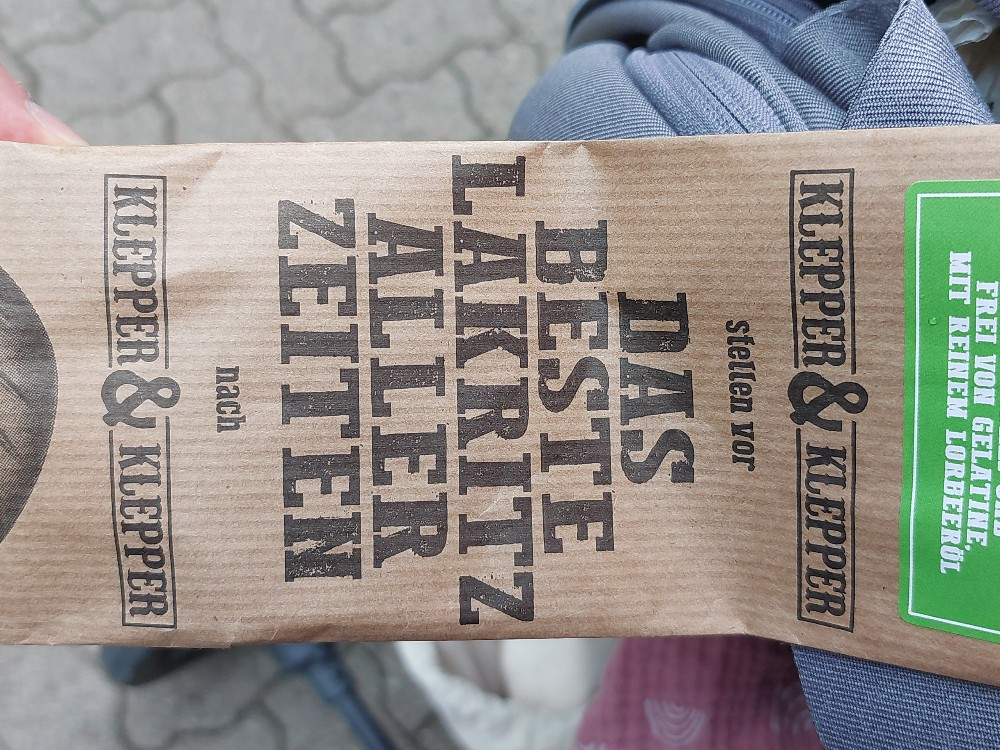 FREI VON GELATINE,
MIT REINEM LORBEERÖL
KLEPPER & KLEPPER
stellen vor
DAS
BESTE
LAKRITZ
ALLER
ZEITEN
nach
KLEPPER & KLEPPER